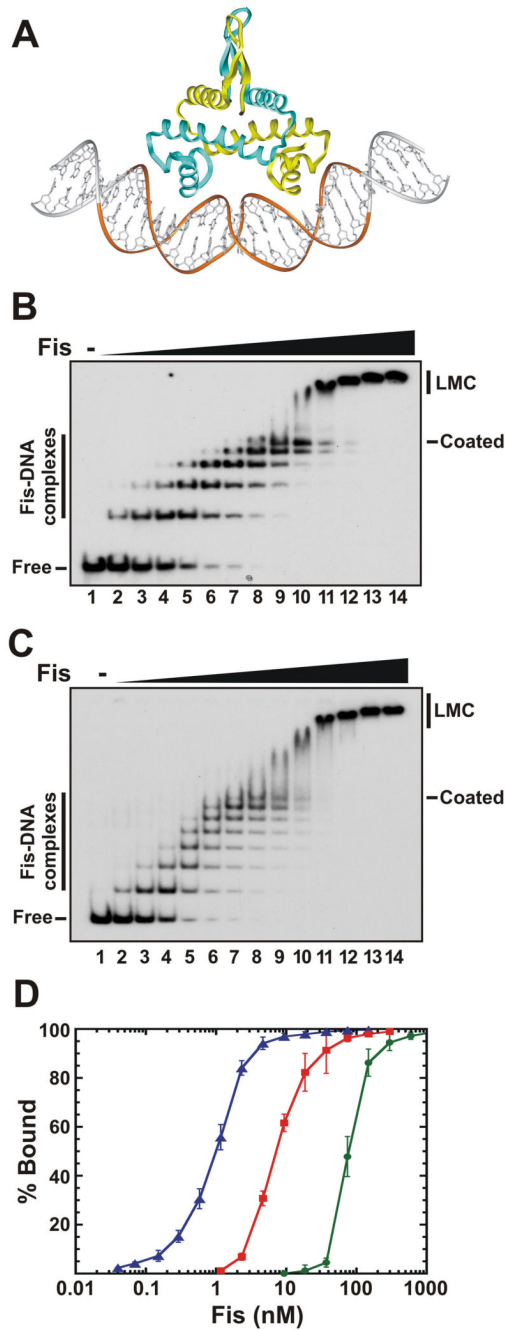 A
B
Fis -
LMC
Coated
Fis-DNA complexes
Free
1 2 3 4 5 6 7 8 9 10 11 12 13 14
C
Fis -
LMC
Coated
Fis-DNA complexes
Free
1 2 3 4 5 6 7 8 9 10 11 12 13 14
D
100
80
60
40
20
% Bound
0.01 0.1 1 10 100 1000
Fis (nM)